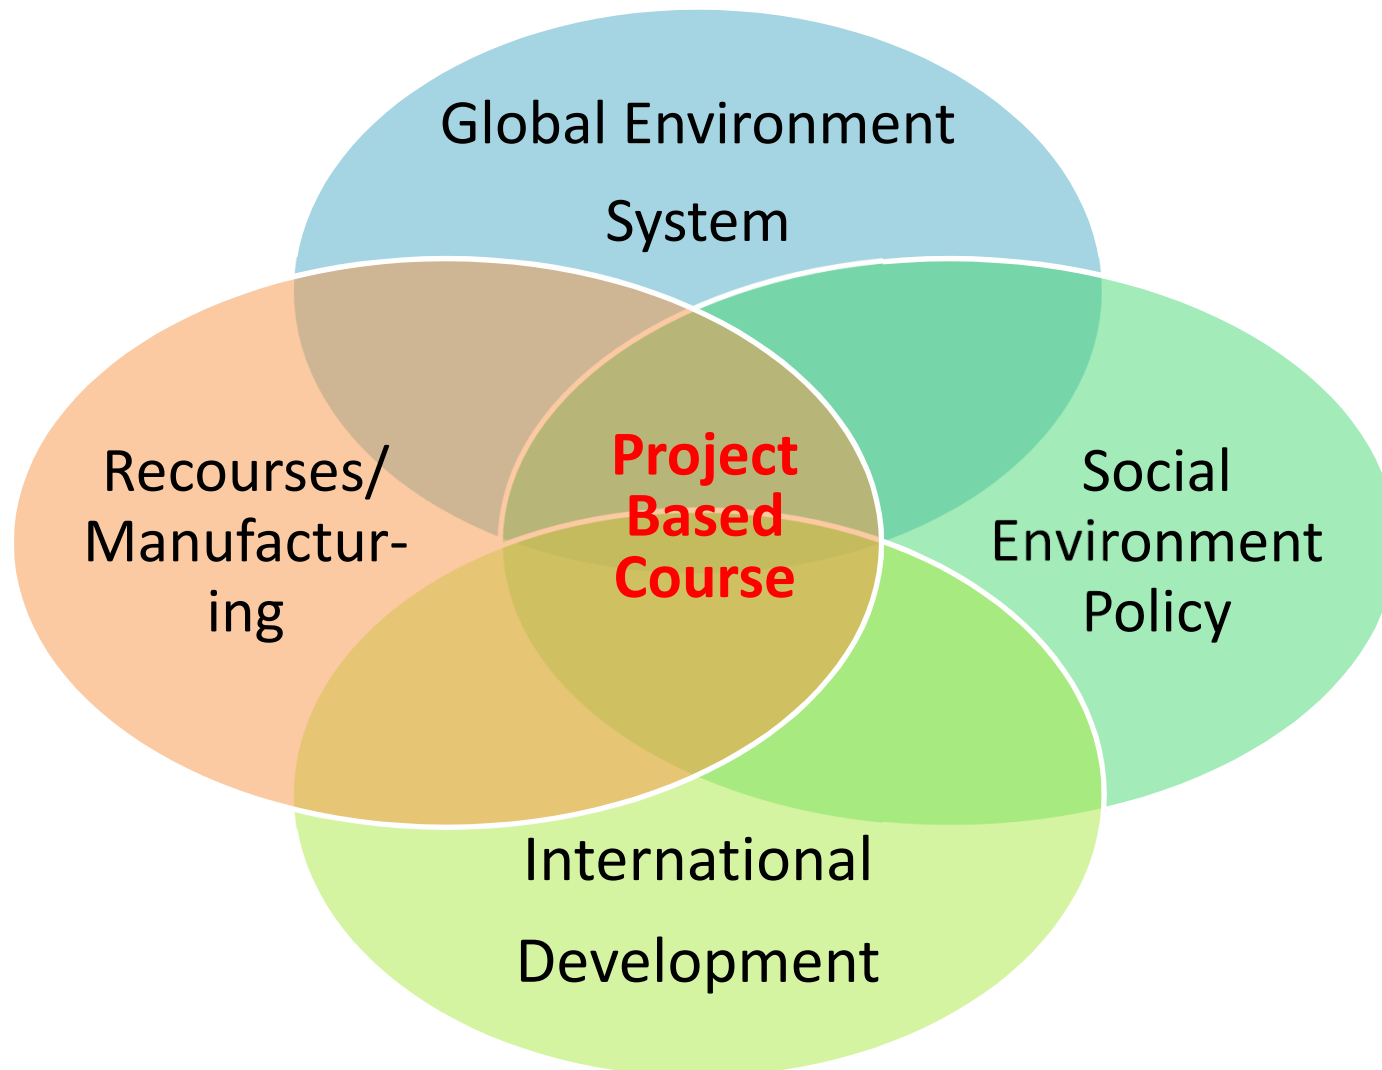 Global Environment
System
Recourses/
Manufactur-
ing
Project
Based
Course
Social
Environment
Policy
International
Development